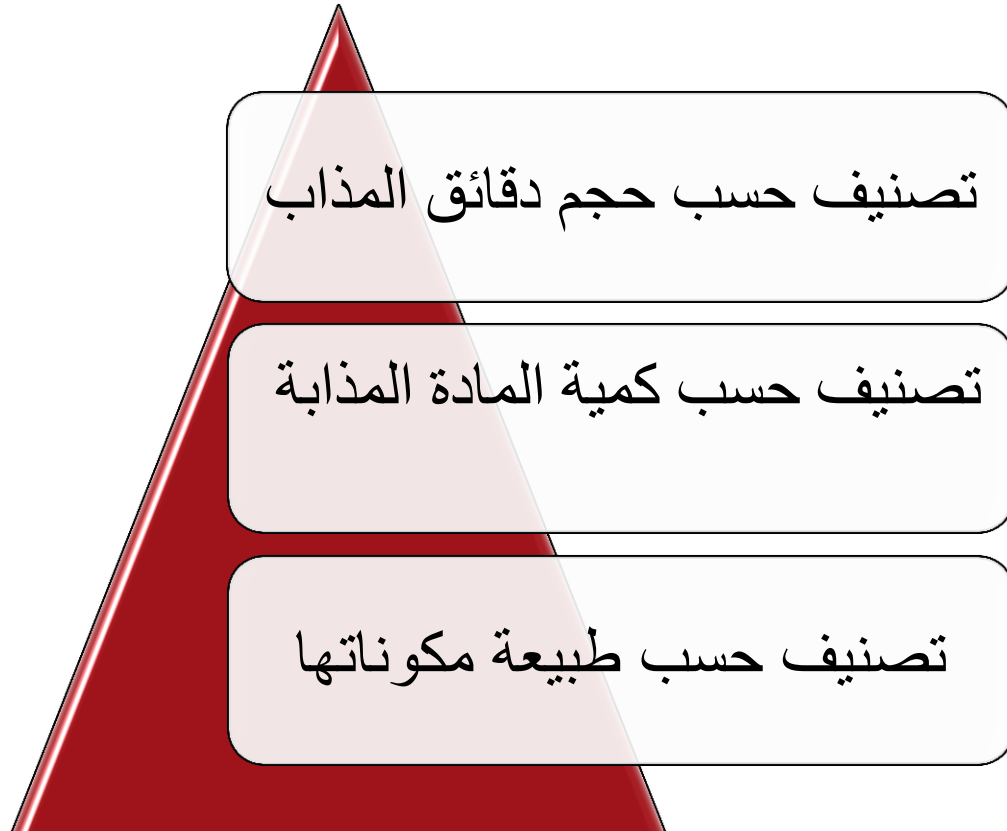 تصنيف حسب حجم دقائق المذاب
تصنيف حسب كمية المادة المذابة
تصنيف حسب طبيعة مكوناتها